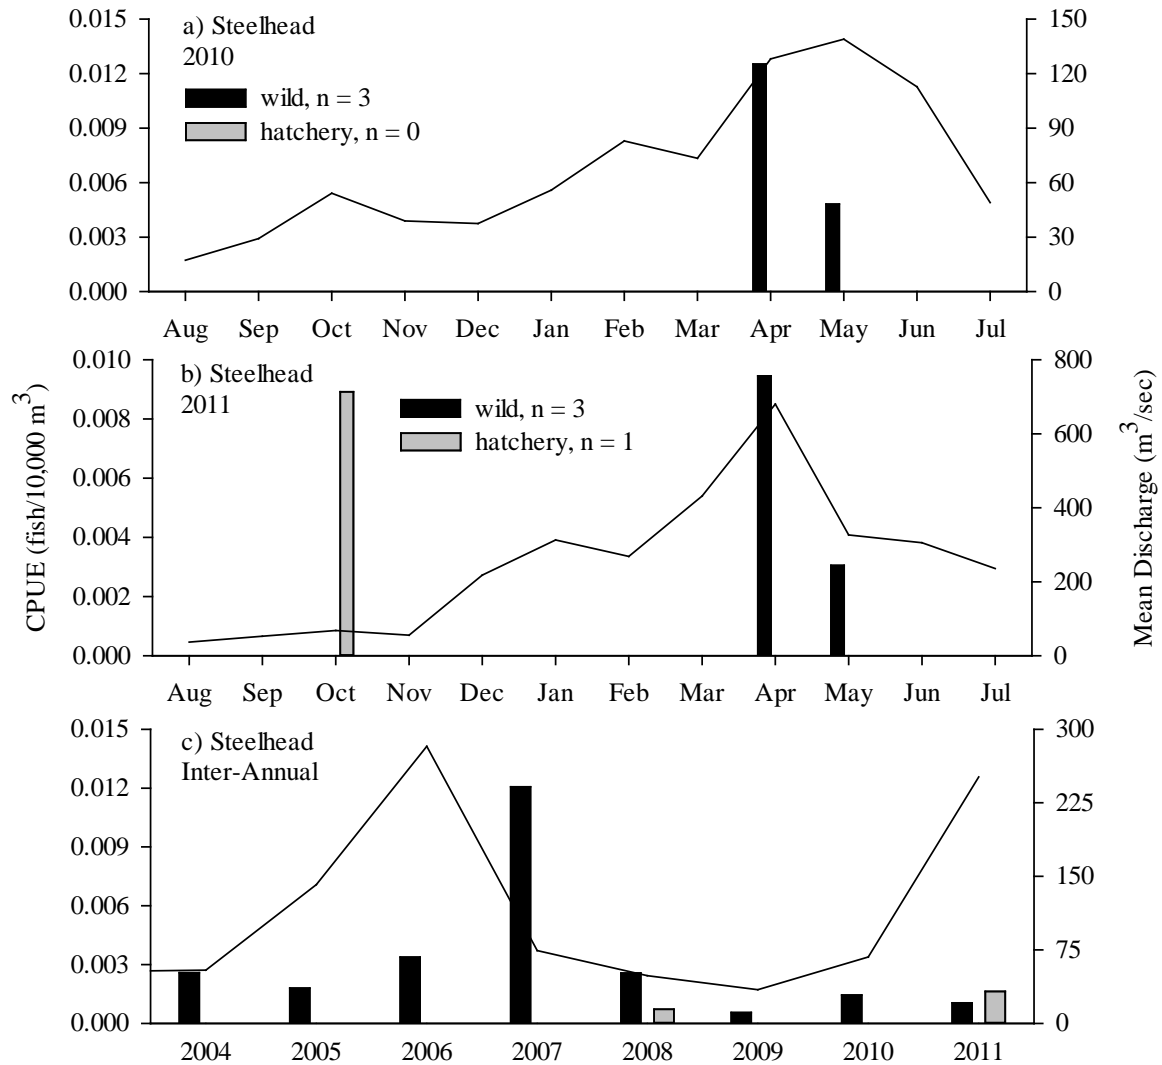 a) Steelhead
2010
wild, n = 3
hatchery, n = 0
0.015
0.012
0.009
0.006
0.003
0.000
150
120
90
60
30
0
Aug Sep Oct Nov Dec Jan Feb Mar Apr May Jun Jul
b) Steelhead
2011
wild, n = 3
hatchery, n = 1
0.010
0.008
0.006
0.004
0.002
0.000
800
600
400
200
0
CPUE (fish/10,000 m³)
Mean Discharge (m³/sec)
Aug Sep Oct Nov Dec Jan Feb Mar Apr May Jun Jul
c) Steelhead
Inter-Annual
0.015
0.012
0.009
0.006
0.003
0.000
300
225
150
75
0
2004 2005 2006 2007 2008 2009 2010 2011